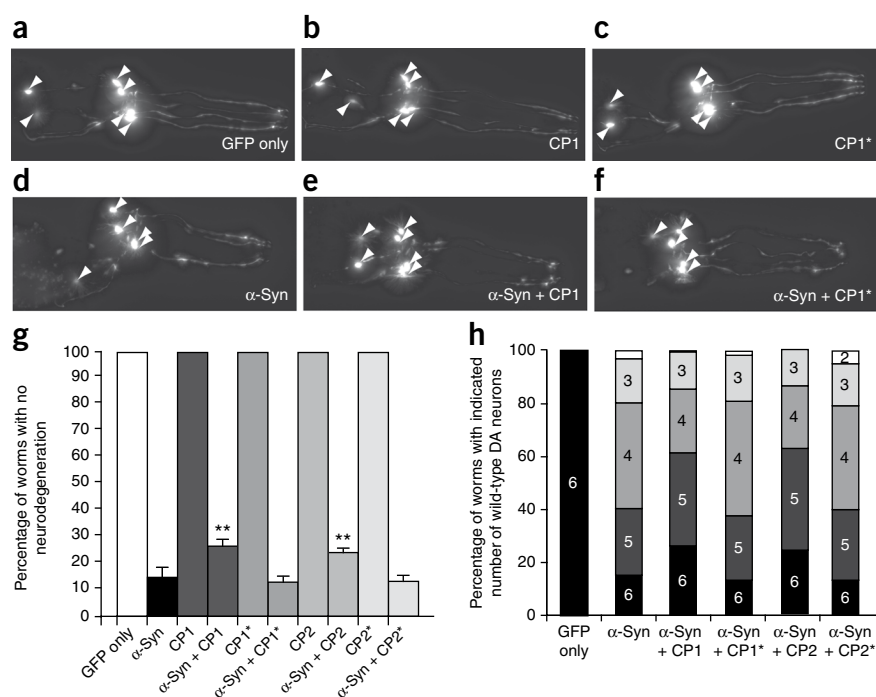 a
b
c
GFP only
CP1
CP1*
d
e
f
α-Syn
α-Syn + CP1
α-Syn + CP1*
g
Percentage of worms with no
neurodegeneration
100
90
80
70
60
50
40
30
20
10
0
**
**
GFP only
α-Syn
CP1
α-Syn + CP1
CP1*
α-Syn + CP1*
CP2
α-Syn + CP2
CP2*
α-Syn + CP2*
h
Percentage of worms with indicated
number of wild-type DA neurons
100
80
60
40
20
0
6
3
4
5
6
3
4
5
6
3
4
5
6
3
4
5
6
2
3
4
5
6
GFP
only
α-Syn
α-Syn
+ CP1
α-Syn
+ CP1*
α-Syn
+ CP2
α-Syn
+ CP2*